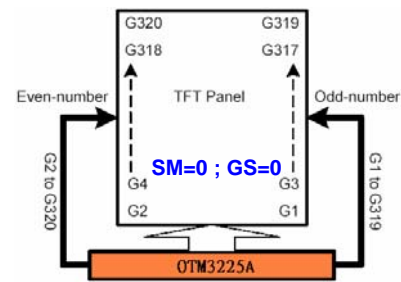 G320 G319
G318 G317
Even-number TFT Panel Odd-number
SM=0 ; GS=0
G4 G3
G2 G1
G2 to G320
G1 to G319
OTM3225A